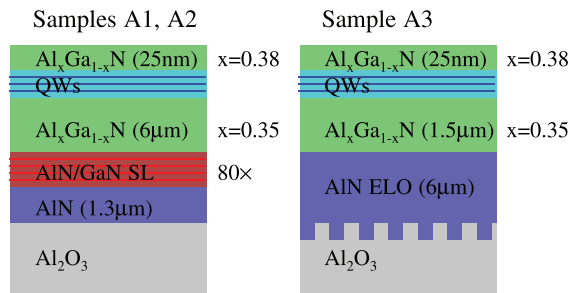 Samples A1, A2
AlxGa1-xN (25nm) x=0.38
QWs
AlxGa1-xN (6μm) x=0.35
AlN/GaN SL 80×
AlN (1.3μm)
Al2O3
Sample A3
AlxGa1-xN (25nm) x=0.38
QWs
AlxGa1-xN (1.5μm) x=0.35
AlN ELO (6μm)
Al2O3